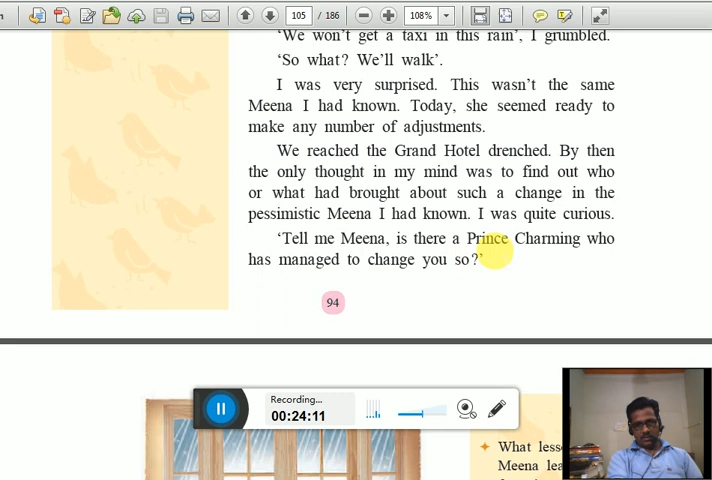 105 / 186 108%
‘We won’t get a taxi in this rain’, I grumbled.
‘So what? We’ll walk’.
I was very surprised. This wasn’t the same
Meena I had known. Today, she seemed ready to
make any number of adjustments.
We reached the Grand Hotel drenched. By then
the only thought in my mind was to find out who
or what had brought about such a change in the
pessimistic Meena I had known. I was quite curious.
‘Tell me Meena, is there a Prince Charming who
has managed to change you so?’
94
Recording...
00:24:11
What
Meena